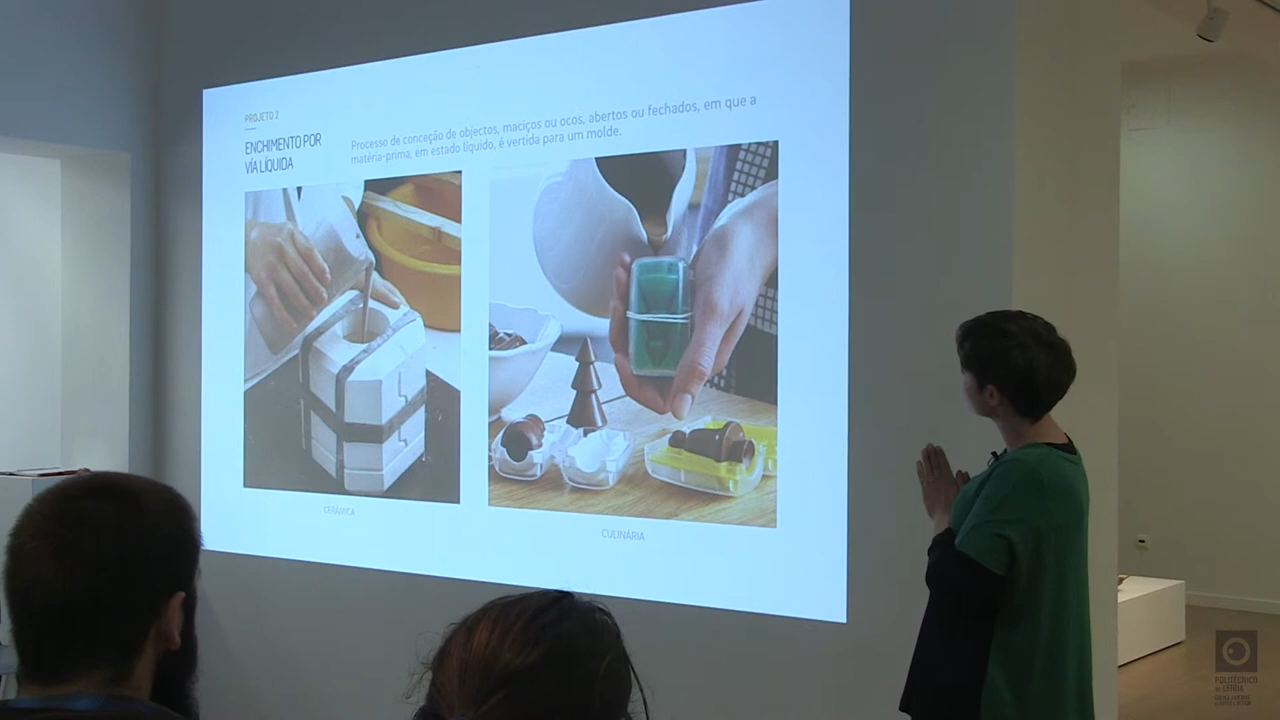 PROJETO 2
ENCHIMENTO POR
VÍA LÍQUIDA
Processo de conceção de objectos, maciços ou ocos, abertos ou fechados, em que a
matéria-prima, em estado líquido, é vertida para um molde.
CERÂMICA
CULINÁRIA
POLITÉCNICO
DE LEIRIA